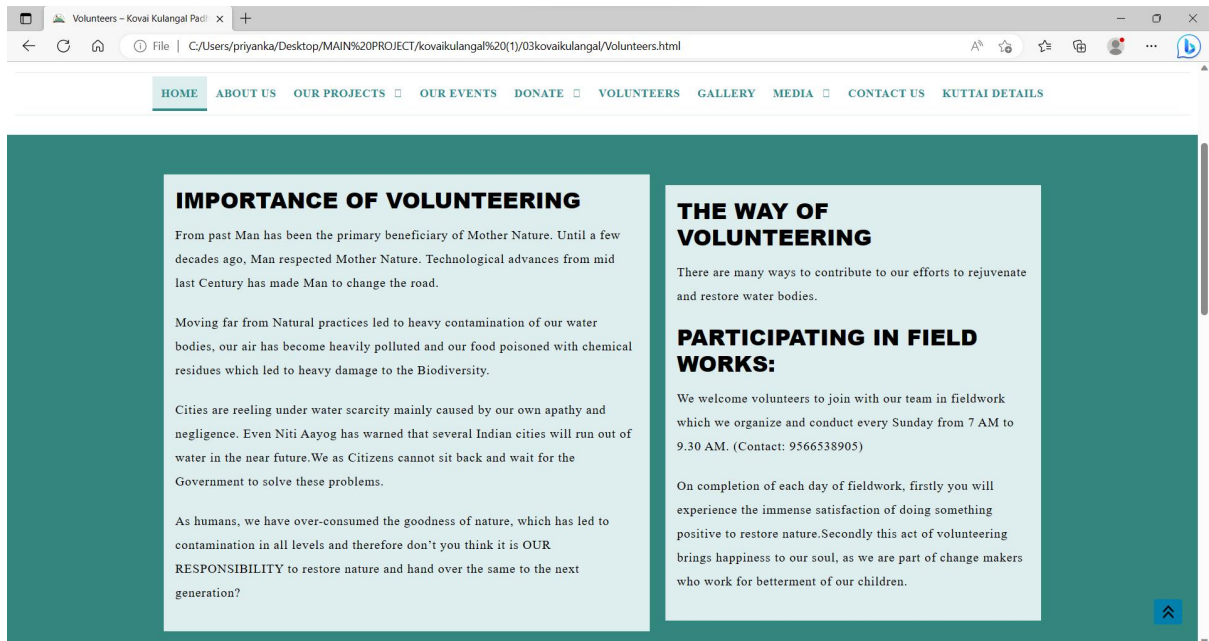 Volunteers – Kovai Kulangal Padh
File | C:/Users/priyanka/Desktop/MAIN%20PROJECT/kovaikulangal%20(1)/03kovaikulangal/Volunteers.html
HOME ABOUT US OUR PROJECTS OUR EVENTS DONATE VOLUNTEERS GALLERY MEDIA CONTACT US KUTTAI DETAILS
IMPORTANCE OF VOLUNTEERING
From past Man has been the primary beneficiary of Mother Nature. Until a few
decades ago, Man respected Mother Nature. Technological advances from mid
last Century has made Man to change the road.
Moving far from Natural practices led to heavy contamination of our water
bodies, our air has become heavily polluted and our food poisoned with chemical
residues which led to heavy damage to the Biodiversity.
Cities are reeling under water scarcity mainly caused by our own apathy and
negligence. Even Niti Aayog has warned that several Indian cities will run out of
water in the near future.We as Citizens cannot sit back and wait for the
Government to solve these problems.
As humans, we have over-consumed the goodness of nature, which has led to
contamination in all levels and therefore don’t you think it is OUR
RESPONSIBILITY to restore nature and hand over the same to the next
generation?
THE WAY OF
VOLUNTEERING
There are many ways to contribute to our efforts to rejuvenate
and restore water bodies.
PARTICIPATING IN FIELD
WORKS:
We welcome volunteers to join with our team in fieldwork
which we organize and conduct every Sunday from 7 AM to
9.30 AM. (Contact: 9566538905)
On completion of each day of fieldwork, firstly you will
experience the immense satisfaction of doing something
positive to restore nature.Secondly this act of volunteering
brings happiness to our soul, as we are part of change makers
who work for betterment of our children.